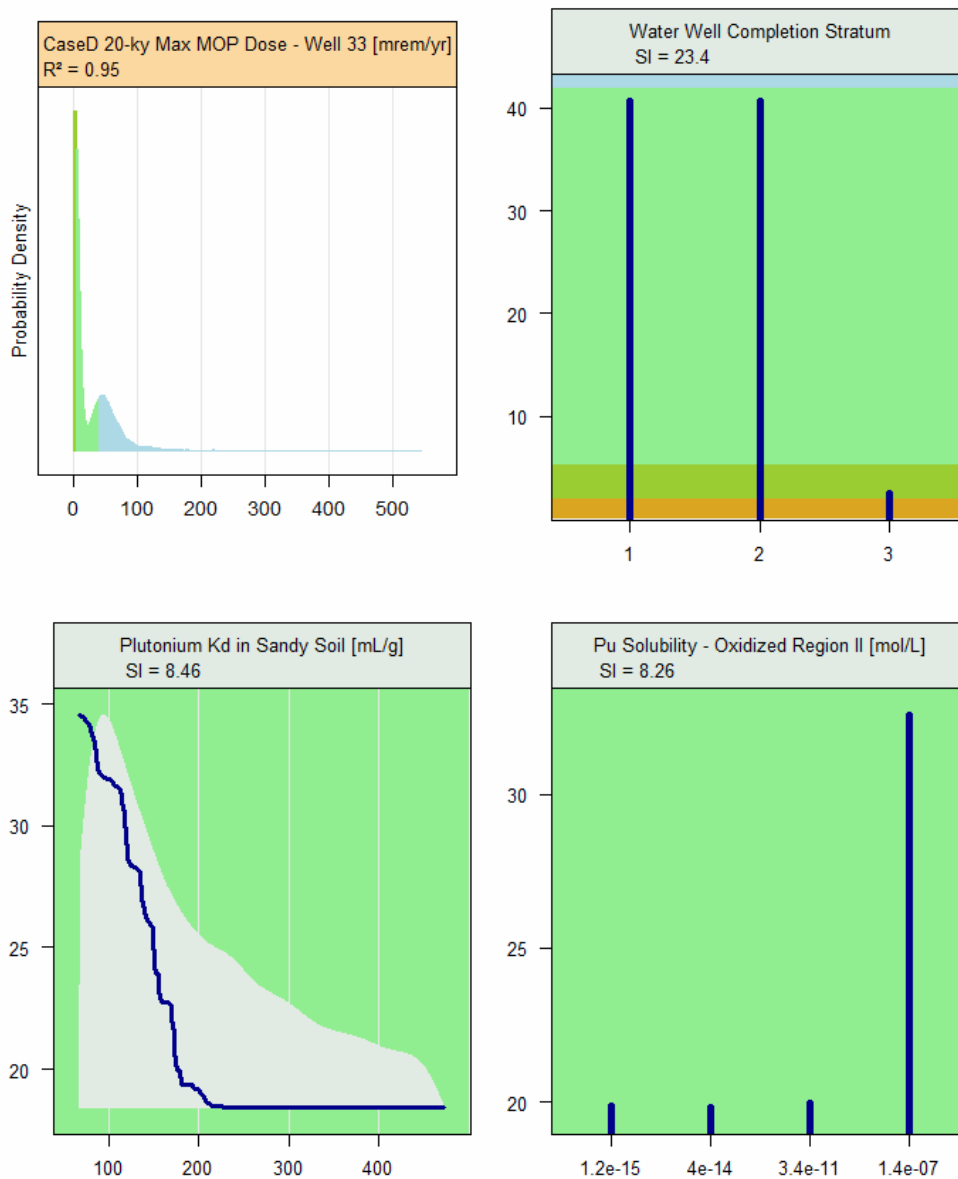 CaseD 20-ky Max MOP Dose - Well 33 [mrem/yr]
R² = 0.95
Probability Density
0 100 200 300 400 500
Water Well Completion Stratum
SI = 23.4
40
30
20
10
1 2 3
Plutonium Kd in Sandy Soil [mL/g]
SI = 8.46
35
30
25
20
100 200 300 400
Pu Solubility - Oxidized Region II [mol/L]
SI = 8.26
30
25
20
1.2e-15 4e-14 3.4e-11 1.4e-07